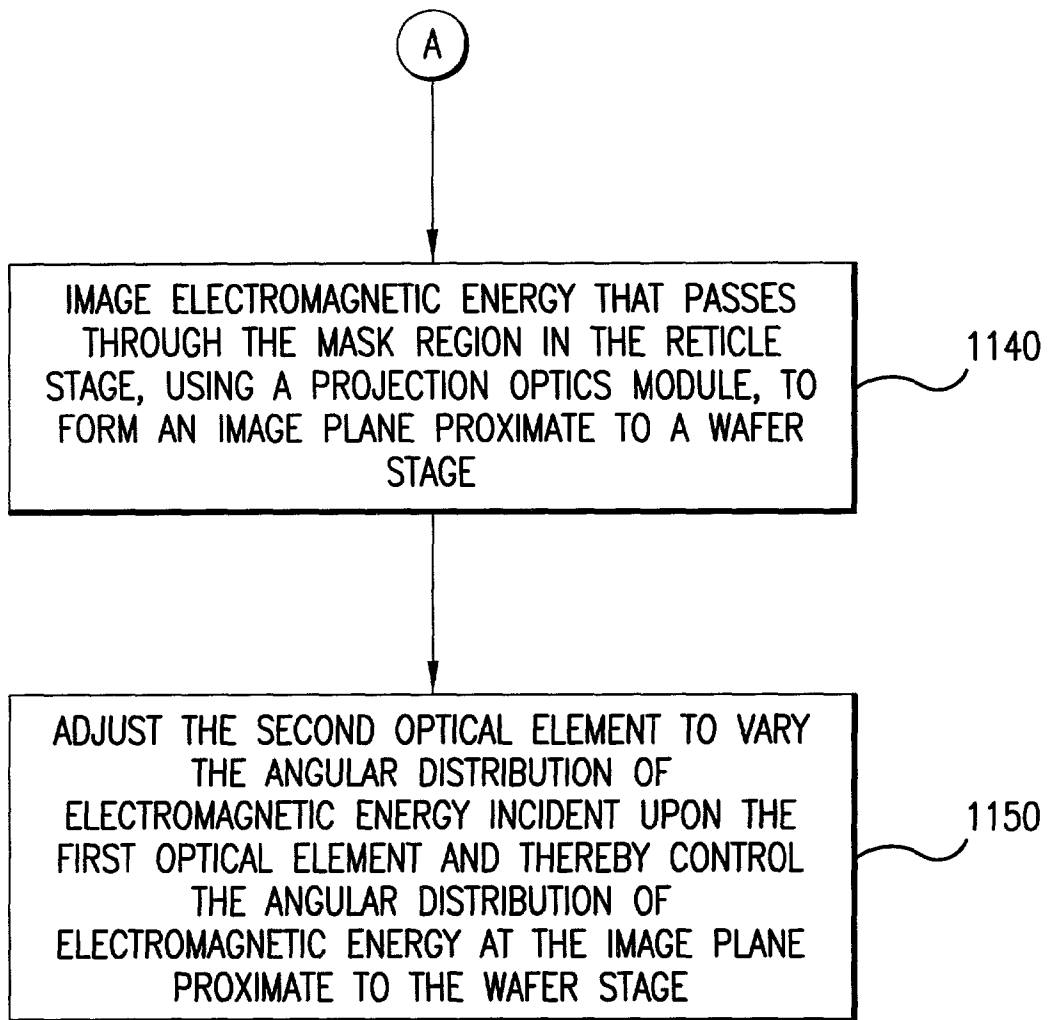 A
IMAGE ELECTROMAGNETIC ENERGY THAT PASSES
THROUGH THE MASK REGION IN THE RETICLE
STAGE, USING A PROJECTION OPTICS MODULE, TO
FORM AN IMAGE PLANE PROXIMATE TO A WAFER
STAGE
1140
ADJUST THE SECOND OPTICAL ELEMENT TO VARY
THE ANGULAR DISTRIBUTION OF
ELECTROMAGNETIC ENERGY INCIDENT UPON THE
FIRST OPTICAL ELEMENT AND THEREBY CONTROL
THE ANGULAR DISTRIBUTION OF
ELECTROMAGNETIC ENERGY AT THE IMAGE PLANE
PROXIMATE TO THE WAFER STAGE
1150